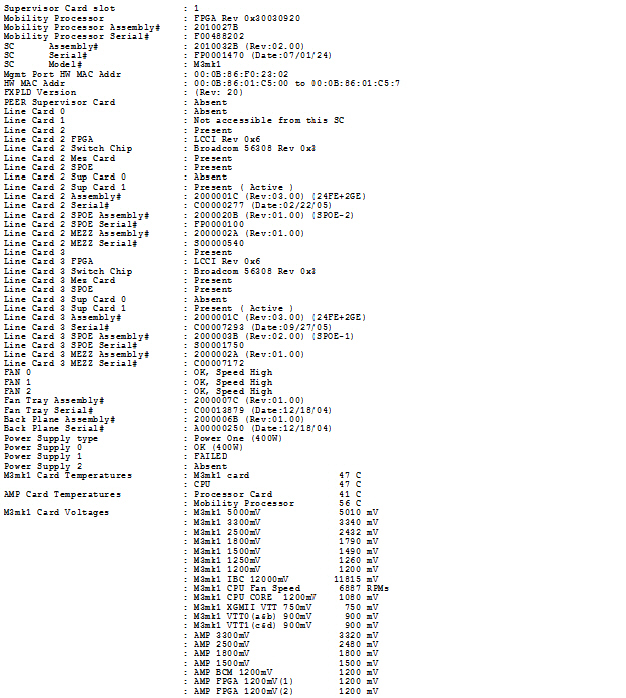 Supervisor Card slot : 1
Mobility Processor : FPGA Rev 0x30030920
Mobility Processor Assembly# : 2010027B
Mobility Processor Serial# : F00488202
SC Assembly# : 2010032B (Rev:02.00)
SC Serial# : FP0001470 (Date:07/01/24)
SC Model# : M3mk1
Mgmt Port HW MAC Addr : 00:0B:86:F0:23:02
HW MAC Addr : 00:0B:86:01:C5:00 to 00:0B:86:01:C5:7
FXPLD Version : (Rev: 20)
PEER Supervisor Card : Absent
Line Card 0 : Absent
Line Card 1 : Not accessible from this SC
Line Card 2 : Present
Line Card 2 FPGA : LCCI Rev 0x6
Line Card 2 Switch Chip : Broadcom 56308 Rev 0x3
Line Card 2 Mez Card : Present
Line Card 2 SPOE : Present
Line Card 2 Sup Card 0 : Absent
Line Card 2 Sup Card 1 : Present ( Active )
Line Card 2 Assembly# : 2000001C (Rev:03.00) (24FE+2GE)
Line Card 2 Serial# : C00000277 (Date:02/22/05)
Line Card 2 SPOE Assembly# : 2000020B (Rev:01.00) (SPOE-2)
Line Card 2 SPOE Serial# : FP0000100
Line Card 2 MEZZ Assembly# : 2000002A (Rev:01.00)
Line Card 2 MEZZ Serial# : S00000540
Line Card 3 : Present
Line Card 3 FPGA : LCCI Rev 0x6
Line Card 3 Switch Chip : Broadcom 56308 Rev 0x3
Line Card 3 Mez Card : Present
Line Card 3 SPOE : Present
Line Card 3 Sup Card 0 : Absent
Line Card 3 Sup Card 1 : Present ( Active )
Line Card 3 Assembly# : 2000001C (Rev:03.00) (24FE+2GE)
Line Card 3 Serial# : C00007293 (Date:09/27/05)
Line Card 3 SPOE Assembly# : 2000003B (Rev:02.00) (SPOE-1)
Line Card 3 SPOE Serial# : S00001750
Line Card 3 MEZZ Assembly# : 2000002A (Rev:01.00)
Line Card 3 MEZZ Serial# : C00007172
FAN 0 : OK, Speed High
FAN 1 : OK, Speed High
FAN 2 : OK, Speed High
Fan Tray Assembly# : 2000007C (Rev:01.00)
Fan Tray Serial# : C00013879 (Date:12/18/04)
Back Plane Assembly# : 2000006B (Rev:01.00)
Back Plane Serial# : A00000250 (Date:12/18/04)
Power Supply type : Power One (400W)
Power Supply 0 : OK (400W)
Power Supply 1 : FAILED
Power Supply 2 : Absent
M3mk1 Card Temperatures : M3mk1 card 47 C
: CPU 47 C
AMP Card Temperatures : Processor Card 41 C
: Mobility Processor 56 C
M3mk1 Card Voltages : M3mk1 5000mV 5010 mV
: M3mk1 3300mV 3340 mV
: M3mk1 2500mV 2432 mV
: M3mk1 1800mV 1790 mV
: M3mk1 1500mV 1490 mV
: M3mk1 1250mV 1260 mV
: M3mk1 1200mV 1200 mV
: M3mk1 IBC 12000mV 11815 mV
: M3mk1 CPU Fan Speed 6887 RPMs
: M3mk1 CPU CORE 1200mV 1080 mV
: M3mk1 XGMII VTT 750mV 750 mV
: M3mk1 VTT0(a&b) 900mV 900 mV
: M3mk1 VTT1(c&d) 900mV 900 mV
: AMP 3300mV 3320 mV
: AMP 2500mV 2480 mV
: AMP 1800mV 1800 mV
: AMP 1500mV 1500 mV
: AMP BCM 1200mV 1200 mV
: AMP FPGA 1200mV(1) 1200 mV
: AMP FPGA 1200mV(2) 1200 mV